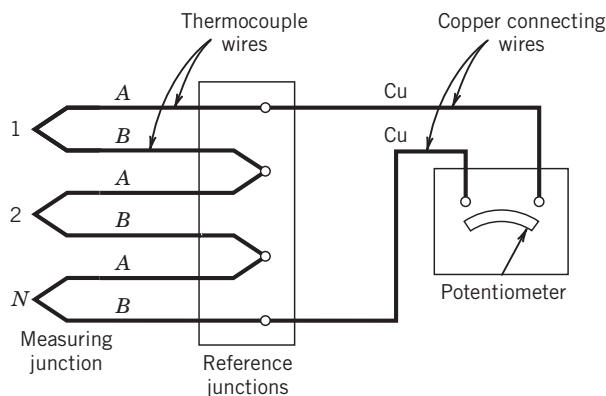 Thermocouple
wires
Copper connecting
wires
A
Cu
1
B
Cu
A
2
B
A
N
B
Potentiometer
Measuring
junction
Reference
junctions